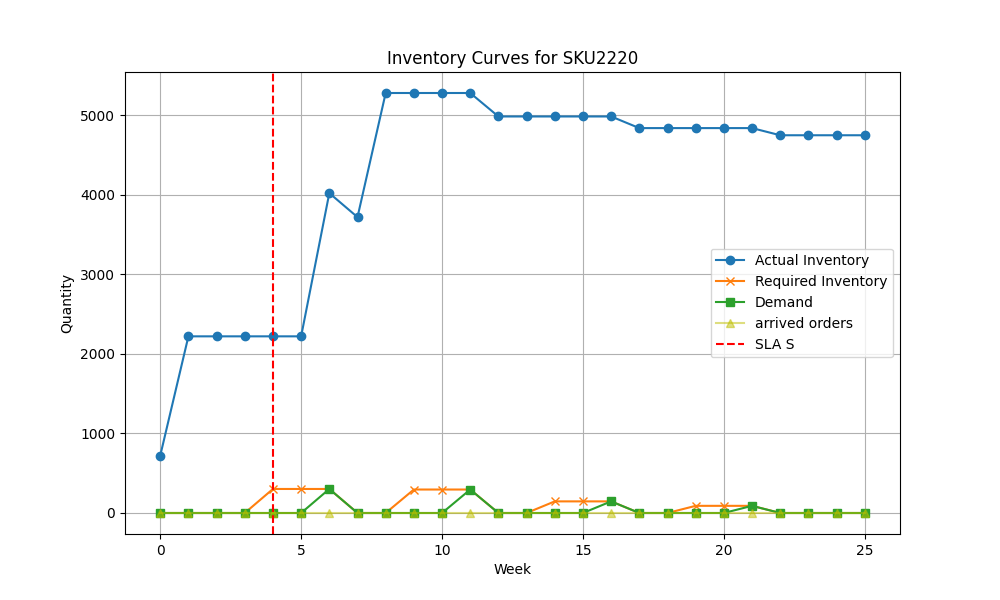 Inventory Curves for SKU2220
Quantity
5000
4000
3000
2000
1000
0
Actual Inventory
Required Inventory
Demand
arrived orders
SLA S
0 5 10 15 20 25
Week